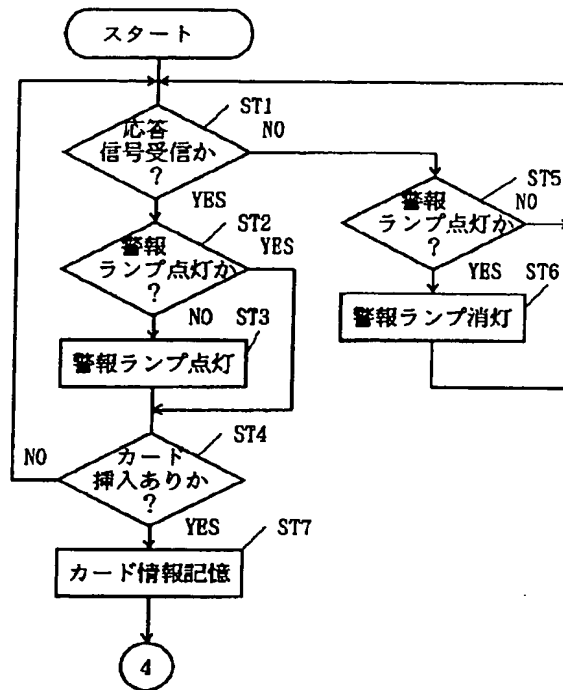 スタート
ST1
応答
信号受信か
?
NO
YES
ST2
警報
ランプ点灯か
?
YES
NO
ST3
警報ランプ点灯
ST4
カード
挿入ありか
?
NO
YES
ST7
カード情報記憶
4
ST5
警報
ランプ点灯か
?
NO
YES
ST6
警報ランプ消灯